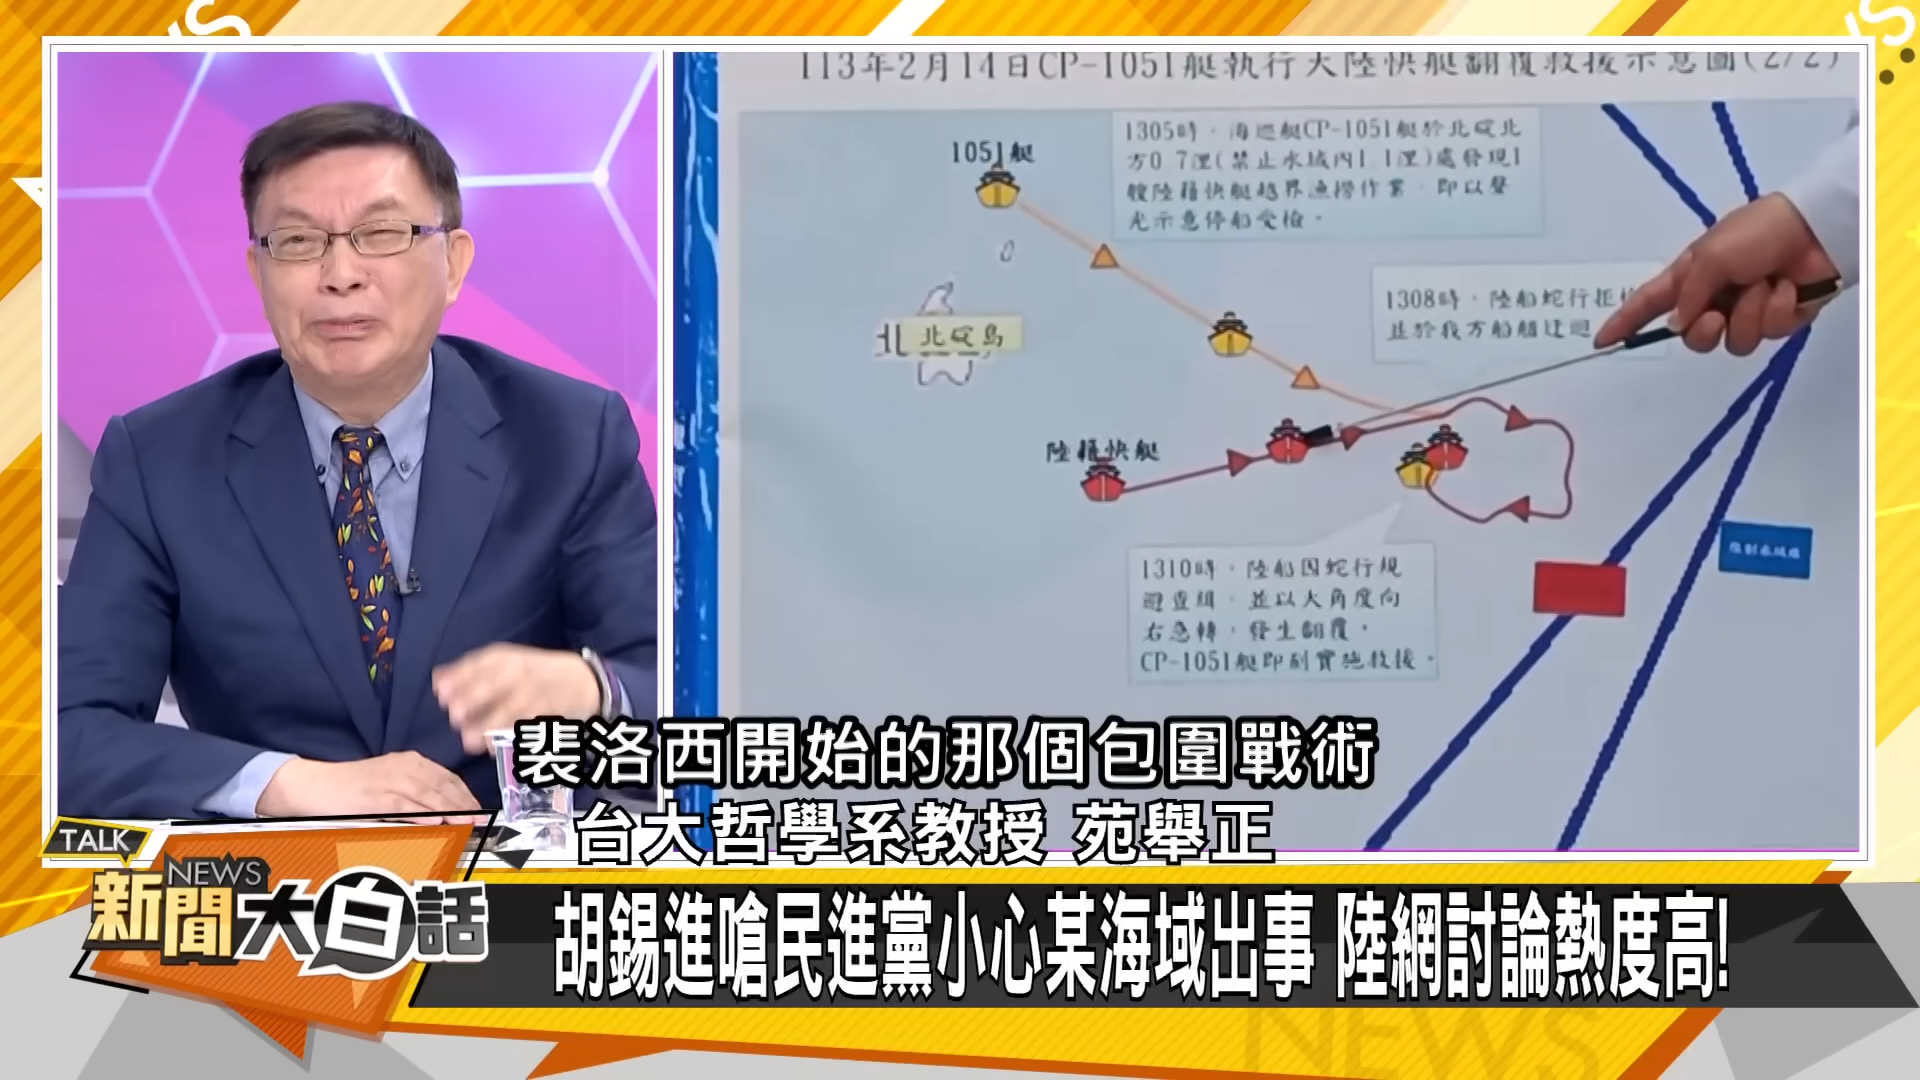 113年2月14日CP-1051艇執行大陸快艇翻覆救援示意圖(2/2)
1051艇
1305時，海巡艇CP-1051艇於北碇北
方0.7浬(禁止水域內1.1浬)處發現1
艘陸籍快艇越界漁撈作業，即以聲
光示意停船受檢。
1308時，陸船蛇行拒檢
並於我方船艏迂迴
北
北碇島
陸籍快艇
1310時，陸船因蛇行規
避查緝，並以大角度向
右急轉，發生翻覆。
CP-1051艇即刻實施救援。
限制水域線
裴洛西開始的那個包圍戰術
台大哲學系教授 苑舉正
TALK
NEWS
新聞大白話
胡錫進嗆民進黨小心某海域出事 陸網討論熱度高!
NEWS